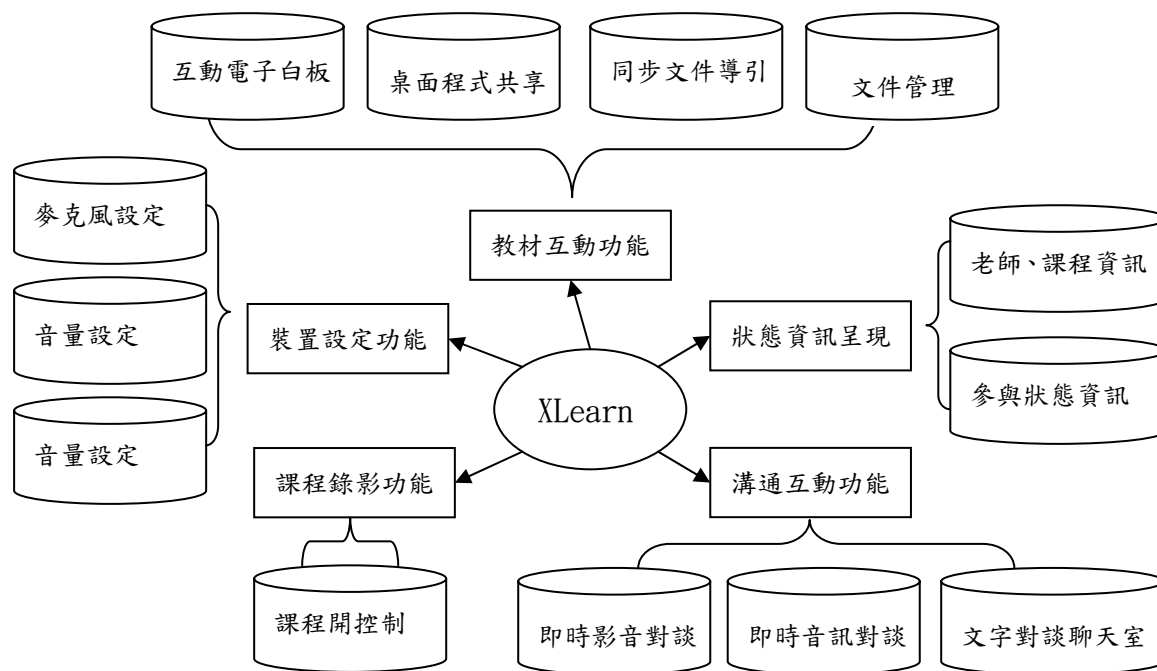 互動電子白板
桌面程式共享
同步文件導引
文件管理
麥克風設定
教材互動功能
老師、課程資訊
音量設定
裝置設定功能
狀態資訊呈現
XLearn
參與狀態資訊
音量設定
課程錄影功能
溝通互動功能
課程開控制
即時影音對談
即時音訊對談
文字對談聊天室